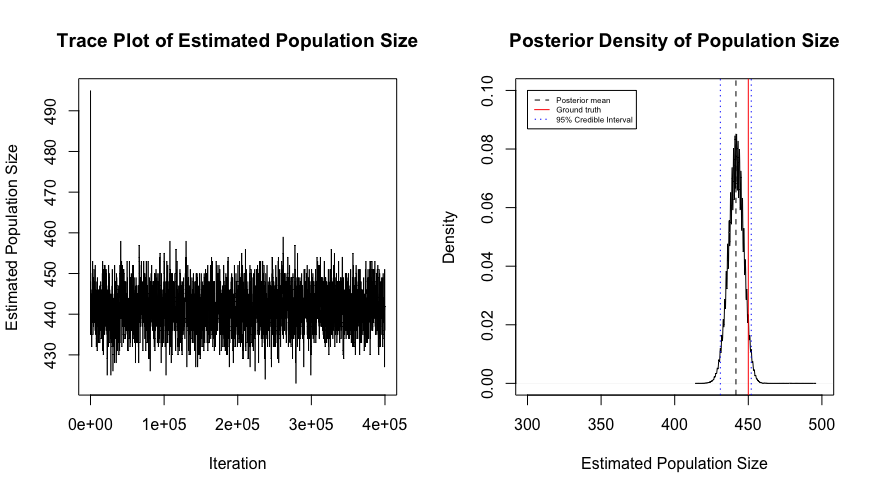 Trace Plot of Estimated Population Size
Estimated Population Size
490
480
470
460
450
440
430
0e+00 1e+05 2e+05 3e+05 4e+05
Iteration
Posterior Density of Population Size
Density
0.10
0.08
0.06
0.04
0.02
0.00
Posterior mean
Ground truth
95% Credible Interval
300 350 400 450 500
Estimated Population Size